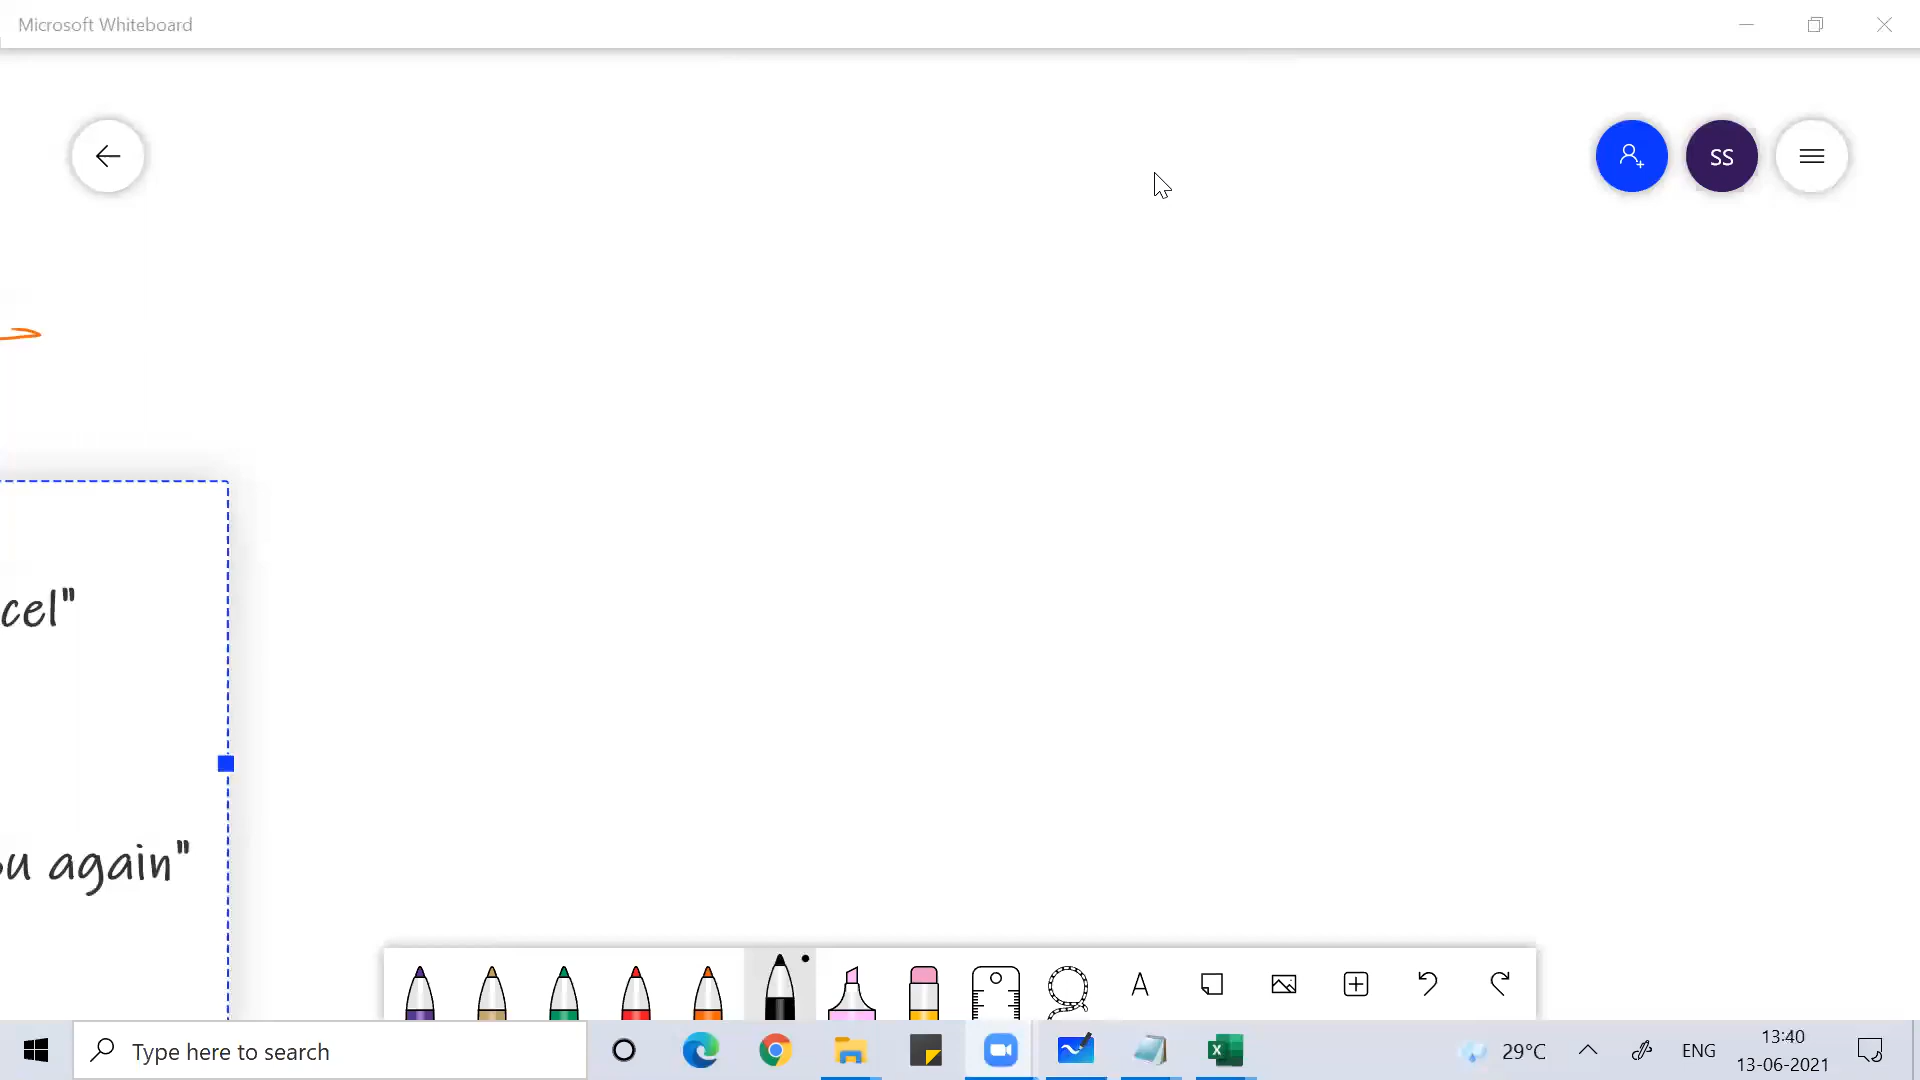 Microsoft Whiteboard
SS
cel"
u again"
A
Type here to search
29°C
ENG
13:40
13-06-2021